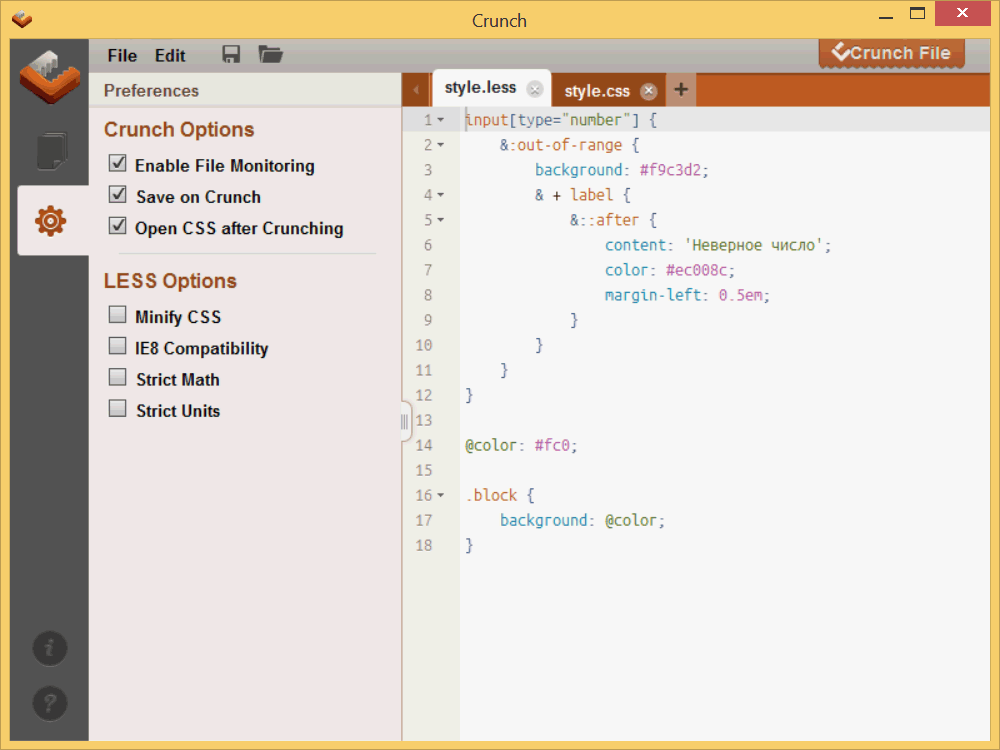 Crunch
File Edit
Crunch File
Preferences
Crunch Options
Enable File Monitoring
Save on Crunch
Open CSS after Crunching
LESS Options
Minify CSS
IE8 Compatibility
Strict Math
Strict Units
style.less style.css +
1 input[type="number"] {
2 &:out-of-range {
3 background: #f9c3d2;
4 & + label {
5 &::after {
6 content: 'Неверное число';
7 color: #ec008c;
8 margin-left: 0.5em;
9 }
10 }
11 }
12 }
13
14 @color: #fc0;
15
16 .block {
17 background: @color;
18 }
i
?